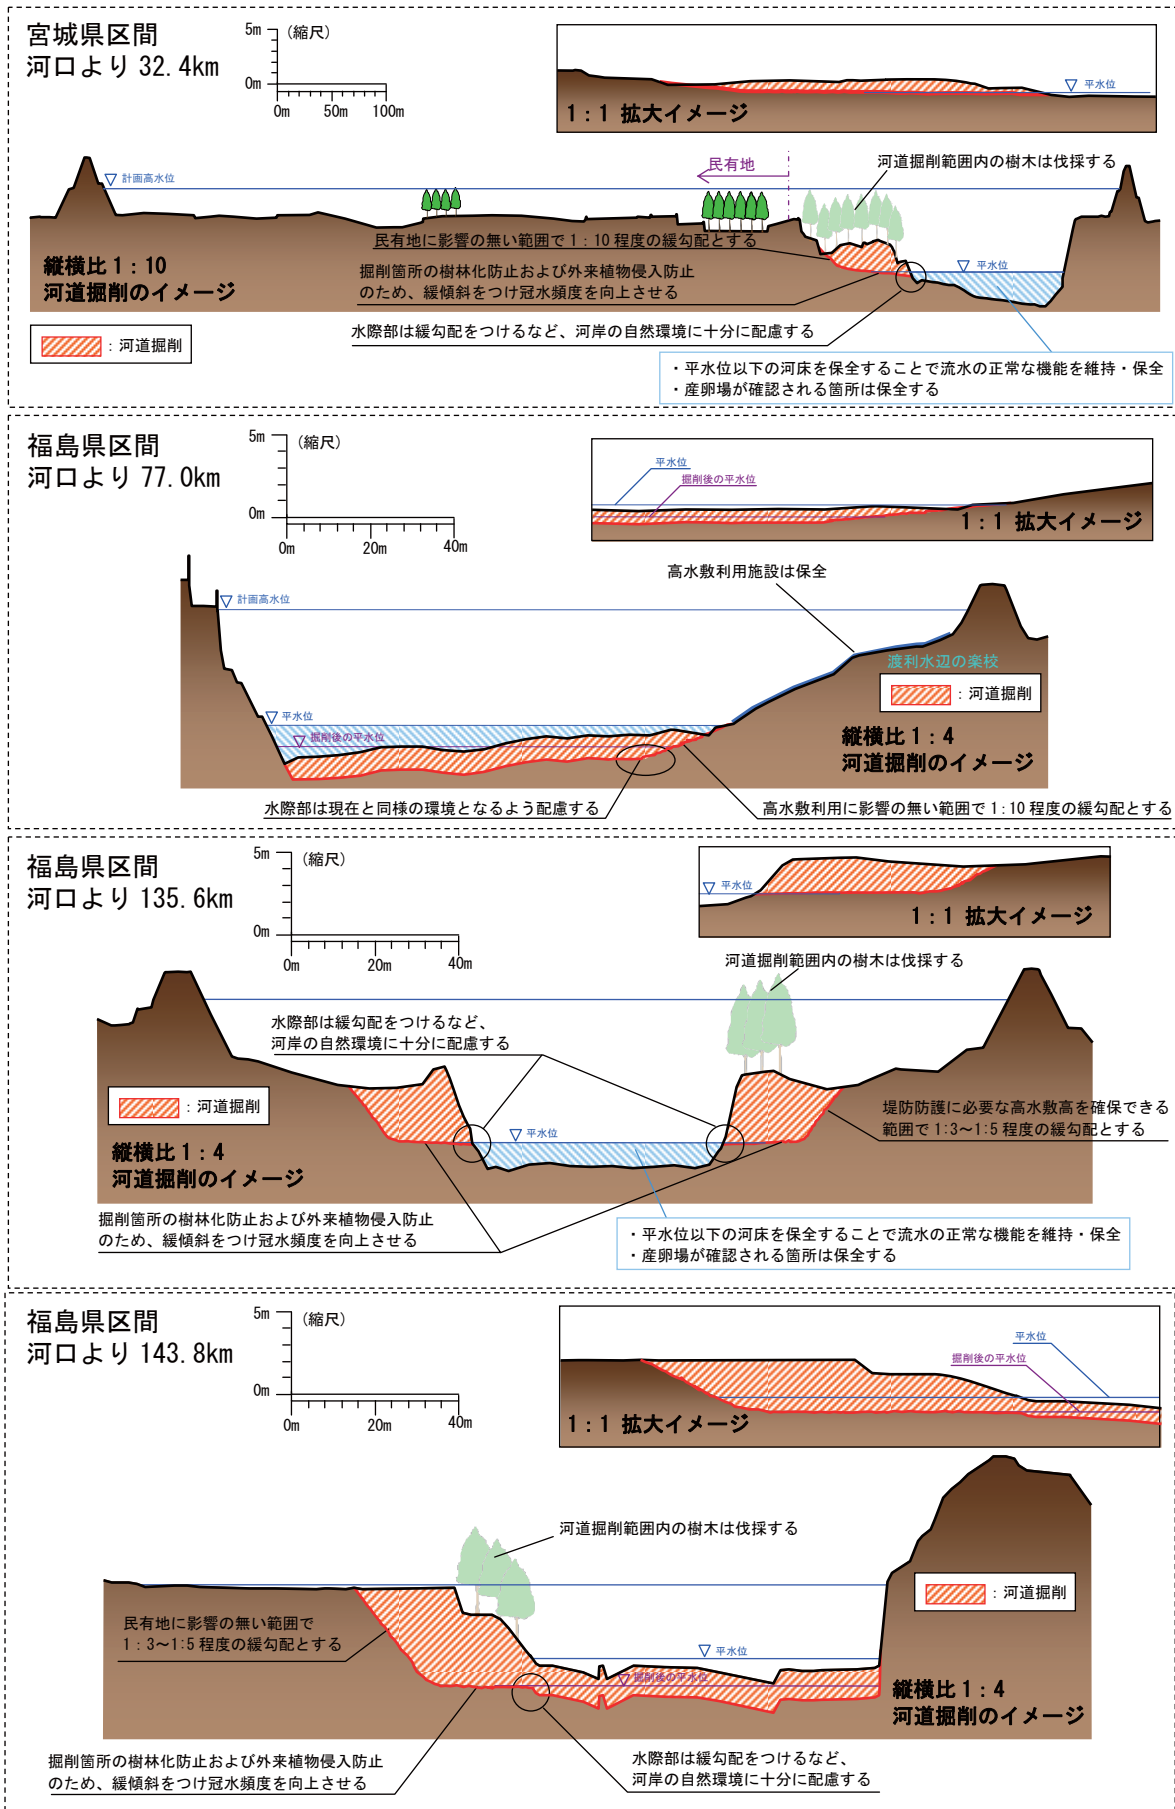 宮城県区間
河口より 32.4km
5m
(縮尺)
0m
0m 50m 100m
平水位
1:1 拡大イメージ
計画高水位
民有地
河道掘削範囲内の樹木は伐採する
民有地に影響の無い範囲で 1:10 程度の緩勾配とする
掘削箇所の樹林化防止および外来植物侵入防止
のため、緩傾斜をつけ冠水頻度を向上させる
平水位
縦横比 1:10
河道掘削のイメージ
水際部は緩勾配をつけるなど、河岸の自然環境に十分に配慮する
:河道掘削
・平水位以下の河床を保全することで流水の正常な機能を維持・保全
・産卵場が確認される箇所は保全する
福島県区間
河口より 77.0km
5m
(縮尺)
0m
0m 20m 40m
平水位
掘削後の平水位
1:1 拡大イメージ
高水敷利用施設は保全
計画高水位
渡利水辺の楽校
:河道掘削
平水位
掘削後の平水位
縦横比 1:4
河道掘削のイメージ
水際部は現在と同様の環境となるよう配慮する
高水敷利用に影響の無い範囲で 1:10 程度の緩勾配とする
福島県区間
河口より 135.6km
5m
(縮尺)
0m
0m 20m 40m
平水位
1:1 拡大イメージ
河道掘削範囲内の樹木は伐採する
水際部は緩勾配をつけるなど、
河岸の自然環境に十分に配慮する
:河道掘削
堤防防護に必要な高水敷高を確保できる
範囲で 1:3~1:5 程度の緩勾配とする
平水位
縦横比 1:4
河道掘削のイメージ
掘削箇所の樹林化防止および外来植物侵入防止
のため、緩傾斜をつけ冠水頻度を向上させる
・平水位以下の河床を保全することで流水の正常な機能を維持・保全
・産卵場が確認される箇所は保全する
福島県区間
河口より 143.8km
5m
(縮尺)
0m
0m 20m 40m
平水位
掘削後の平水位
1:1 拡大イメージ
河道掘削範囲内の樹木は伐採する
:河道掘削
民有地に影響の無い範囲で
1:3~1:5 程度の緩勾配とする
平水位
掘削後の平水位
縦横比 1:4
河道掘削のイメージ
掘削箇所の樹林化防止および外来植物侵入防止
のため、緩傾斜をつけ冠水頻度を向上させる
水際部は緩勾配をつけるなど、
河岸の自然環境に十分に配慮する